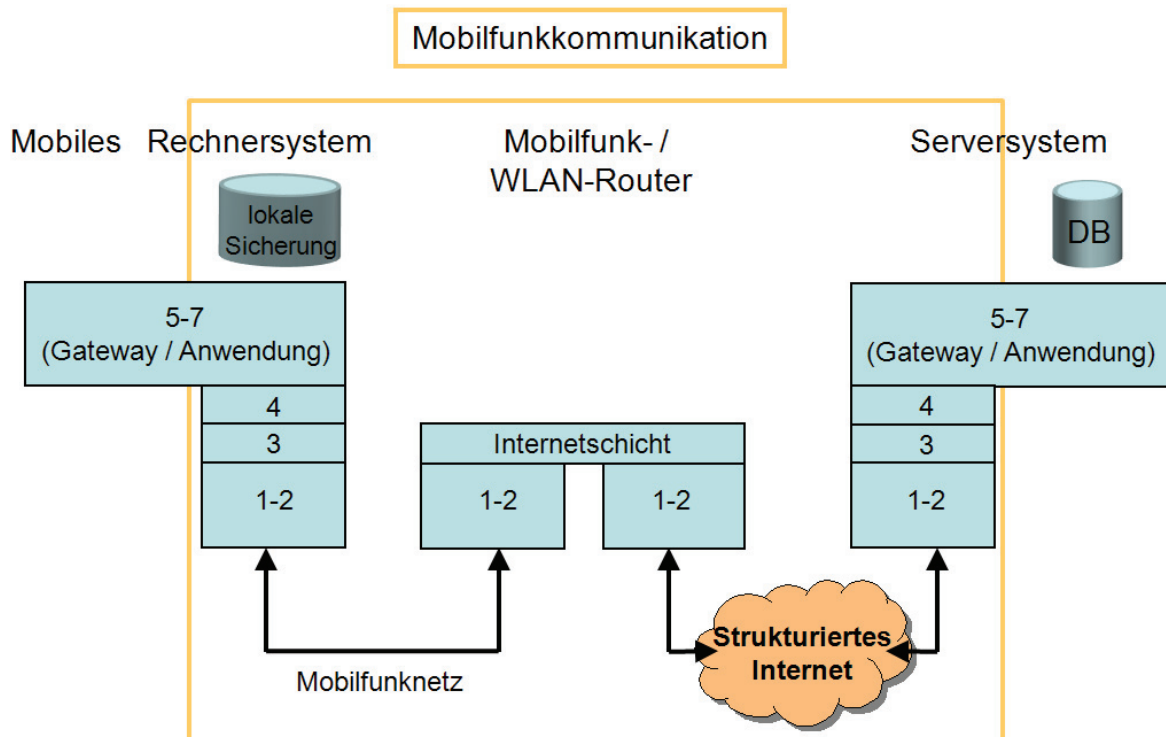 Mobilfunkkommunikation
Mobiles Rechnersystem
Mobilfunk- /
WLAN-Router
Serversystem
lokale
Sicherung
DB
5-7
(Gateway / Anwendung)
5-7
(Gateway / Anwendung)
4
4
3
Internetschicht
3
1-2
1-2
1-2
1-2
Strukturiertes
Internet
Mobilfunknetz